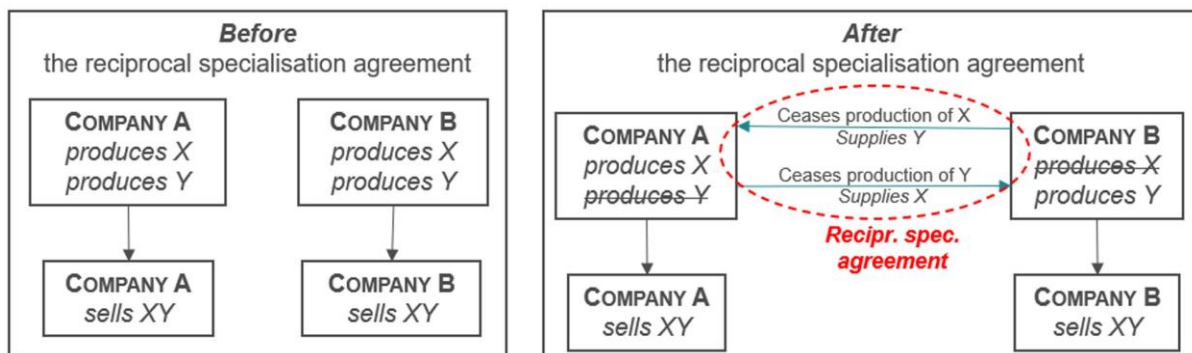 Before
the reciprocal specialisation agreement
COMPANY A
produces X
produces Y
COMPANY B
produces X
produces Y
COMPANY A
sells XY
COMPANY B
sells XY
After
the reciprocal specialisation agreement
COMPANY A
produces X
produces Y
Ceases production of X
Supplies Y
Ceases production of Y
Supplies X
COMPANY B
produces X
produces Y
Recipr. spec.
agreement
COMPANY A
sells XY
COMPANY B
sells XY